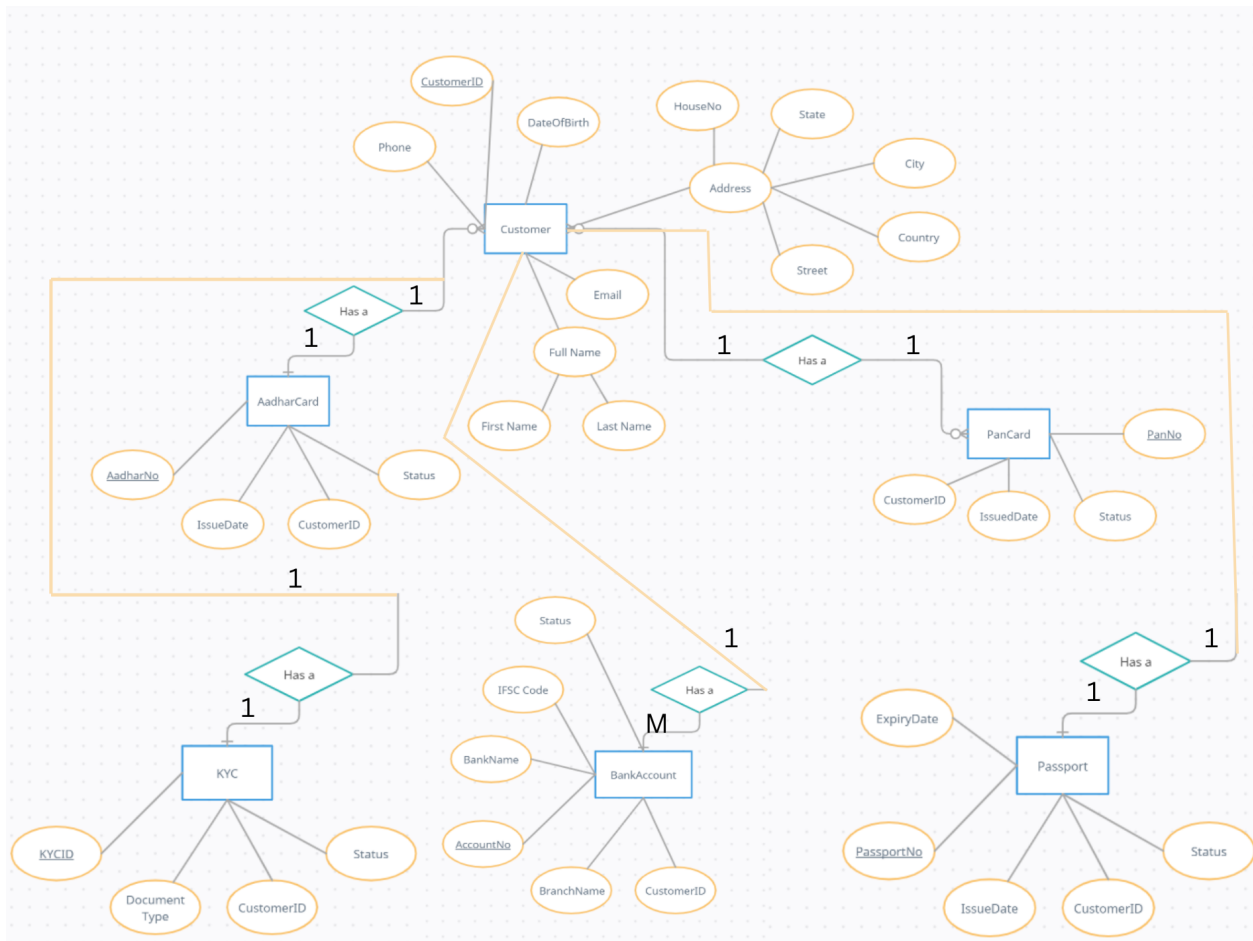 CustomerID
DateOfBirth
Phone
HouseNo
State
City
Address
Country
Street
Customer
Email
Has a
1
1
Full Name
1
Has a
1
First Name
Last Name
AadharCard
PanCard
PanNo
AadharNo
Status
CustomerID
IssuedDate
Status
IssueDate
CustomerID
1
Status
1
1
Has a
Has a
Has a
IFSC Code
1
M
1
ExpiryDate
BankName
KYC
BankAccount
Passport
KYCID
Status
AccountNo
PassportNo
Status
Document
Type
CustomerID
BranchName
CustomerID
IssueDate
CustomerID